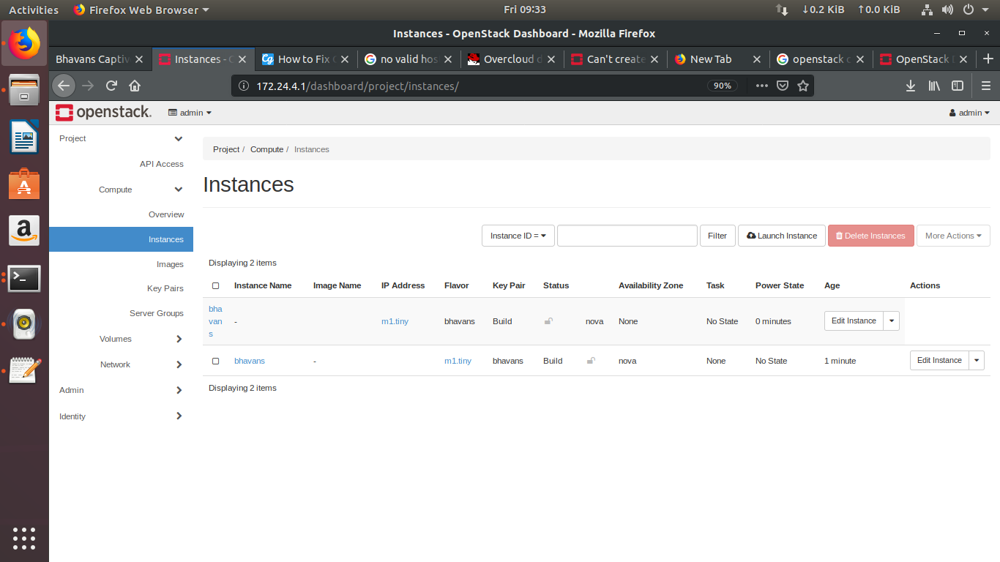 Activities Firefox Web Browser Fri 09:33 ↓0.2 KiB ↑0.0 KiB
Instances - OpenStack Dashboard - Mozilla Firefox
Bhavans Captiv Instances - O How to Fix no valid hos Overcloud d Can't create New Tab openstack c OpenStack
172.24.4.1/dashboard/project/instances/ 90%
openstack. admin admin
Project
API Access
Compute
Overview
Instances
Images
Key Pairs
Server Groups
Volumes
Network
Admin
Identity
Project / Compute / Instances
Instances
Instance ID = Filter Launch Instance Delete Instances More Actions
Displaying 2 items
Instance Name Image Name IP Address Flavor Key Pair Status Availability Zone Task Power State Age Actions
bha
van
s
- m1.tiny bhavans Build nova None No State 0 minutes Edit Instance
bhavans - m1.tiny bhavans Build nova None No State 1 minute Edit Instance
Displaying 2 items